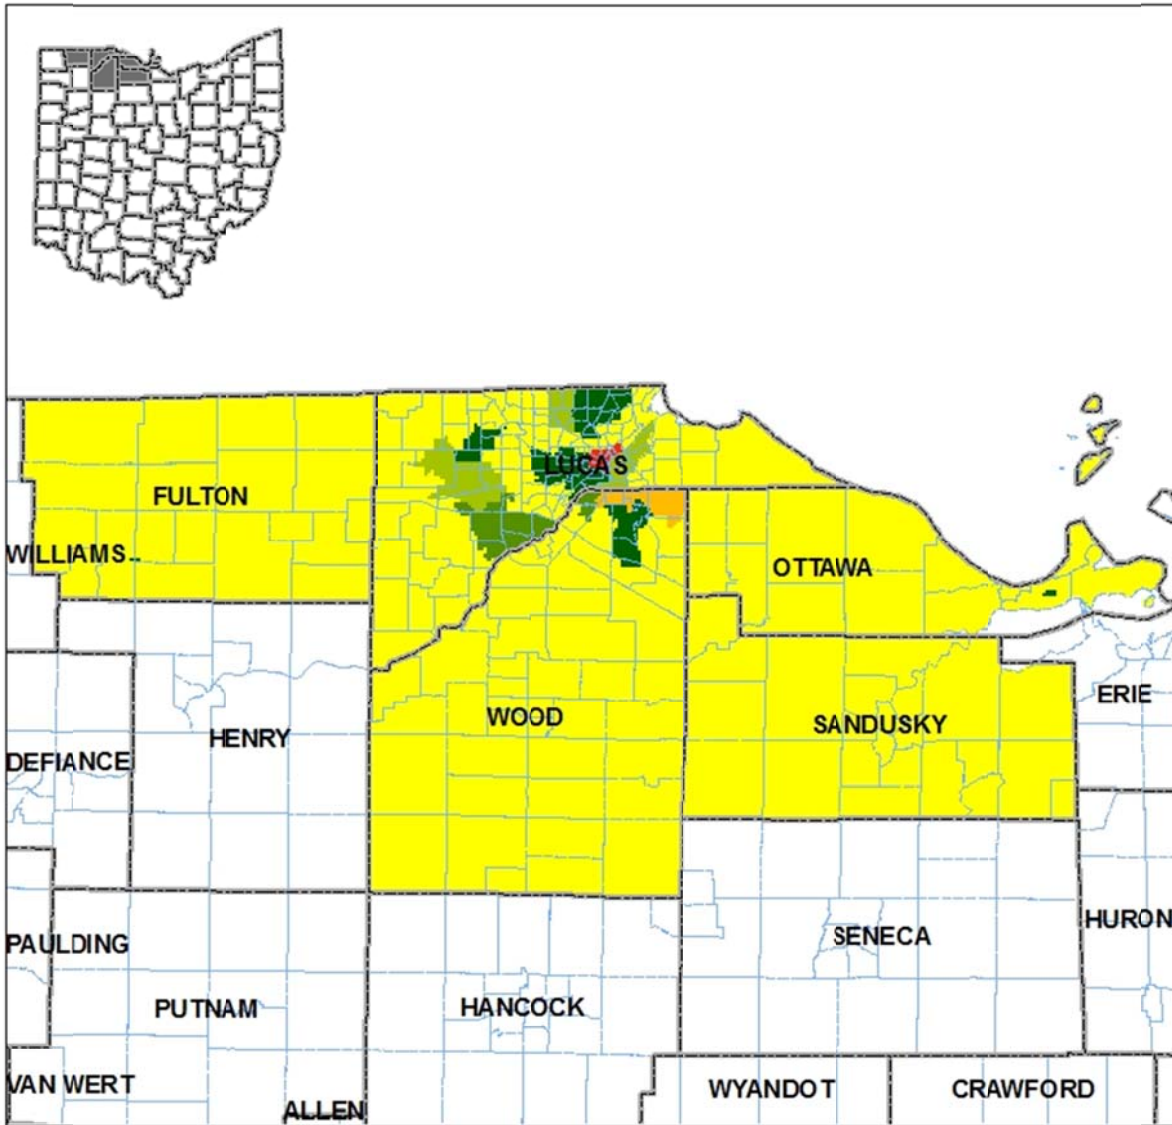 LUCAS
FULTON
WILLIAMS
OTTAWA
ERIE
WOOD
SANDUSKY
HENRY
DEFIANCE
HURON
SENECA
PAULDING
PUTNAM
HANCOCK
VAN WERT
WYANDOT
CRAWFORD
ALLEN